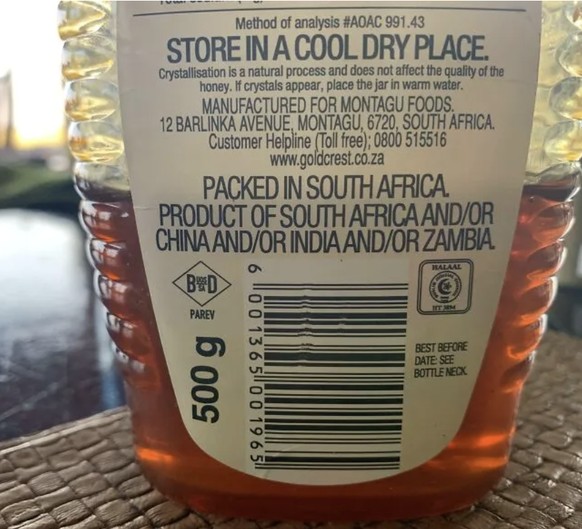 Method of analysis #AOAC 991.43
STORE IN A COOL DRY PLACE.
Crystallisation is a natural process and does not affect the quality of the
honey. If crystals appear, place the jar in warm water.
MANUFACTURED FOR MONTAGU FOODS.
12 BARLINKA AVENUE, MONTAGU, 6720, SOUTH AFRICA.
Customer Helpline (Toll free); 0800 515516
www.goldcrest.co.za
PACKED IN SOUTH AFRICA.
PRODUCT OF SOUTH AFRICA AND/OR
CHINA AND/OR INDIA AND/OR ZAMBIA.
B D
PAREV
500 g
6 001365 001965
HALAAL
BEST BEFORE
DATE: SEE
BOTTLE NECK.